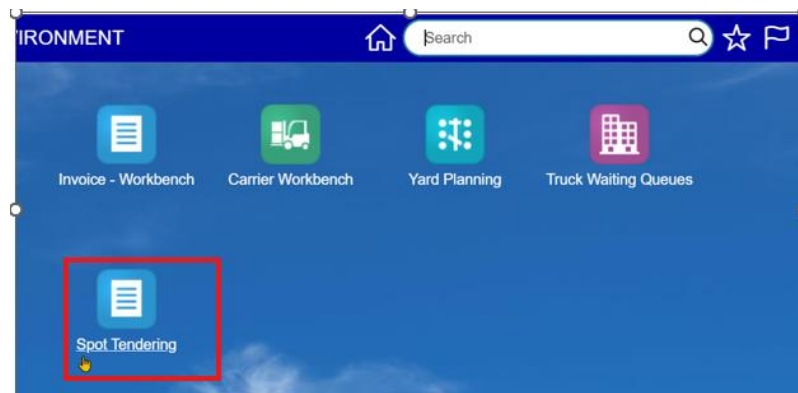 IRONMENT
Search
Invoice - Workbench
Carrier Workbench
Yard Planning
Truck Waiting Queues
Spot Tendering